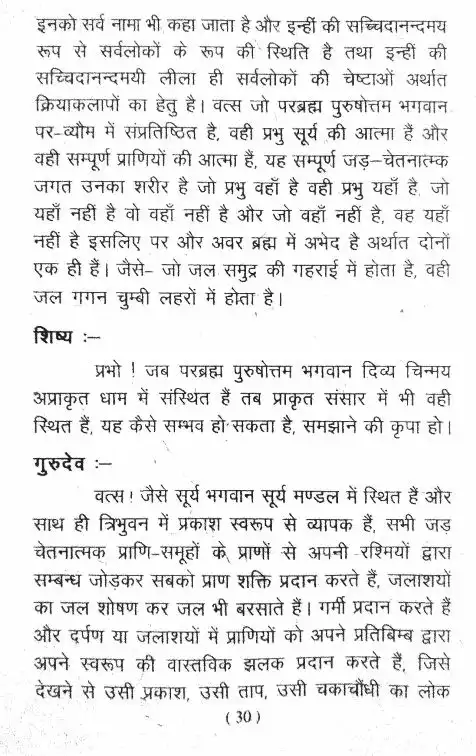 इनको सर्व नामा भी कहा जाता है और इन्हीं की सच्चिदानन्दमय
रूप से सर्वलोकों के रूप की स्थिति है तथा इन्हीं की
सच्चिदानन्दमयी लीला ही सर्वलोकों की चेष्टाओं अर्थात
क्रियाकलापों का हेतु है। वत्स जो परब्रह्म पुरुषोत्तम भगवान
पर-व्यौम में संप्रतिष्ठित है, वही प्रभु सूर्य की आत्मा हैं और
वही सम्पूर्ण प्राणियों की आत्मा हैं, यह सम्पूर्ण जड़–चेतनात्मक
जगत उनका शरीर है जो प्रभु वहाँ है वही प्रभु यहाँ है, जो
यहाँ नहीं है वो वहाँ नहीं है और जो वहाँ नहीं है, वह यहाँ
नहीं है इसलिए पर और अवर ब्रह्म में अभेद है अर्थात दोनों
एक ही हैं। जैसे– जो जल समुद्र की गहराई में होता है, वही
जल गगन चुम्बी लहरों में होता है।
शिष्य :–
प्रभो ! जब परब्रह्म पुरुषोत्तम भगवान दिव्य चिन्मय
अप्राकृत धाम में संस्थित हैं तब प्राकृत संसार में भी वही
स्थित हैं, यह कैसे सम्भव हो सकता है, समझाने की कृपा हो।
गुरुदेव :–
वत्स! जैसे सूर्य भगवान सूर्य मण्डल में स्थित हैं और
साथ ही त्रिभुवन में प्रकाश स्वरूप से व्यापक हैं, सभी जड़
चेतनात्मक प्राणि-समूहों के प्राणों से अपनी रश्मियों द्वारा
सम्बन्ध जोड़कर सबको प्राण शक्ति प्रदान करते हैं, जलाशयों
का जल शोषण कर जल भी बरसाते हैं। गर्मी प्रदान करते हैं
और दर्पण या जलाशयों में प्राणियों को अपने प्रतिबिम्ब द्वारा
अपने स्वरूप की वास्तविक झलक प्रदान करते हैं, जिसे
देखने से उसी प्रकाश, उसी ताप, उसी चकाचौंधी का लोक
( 30 )